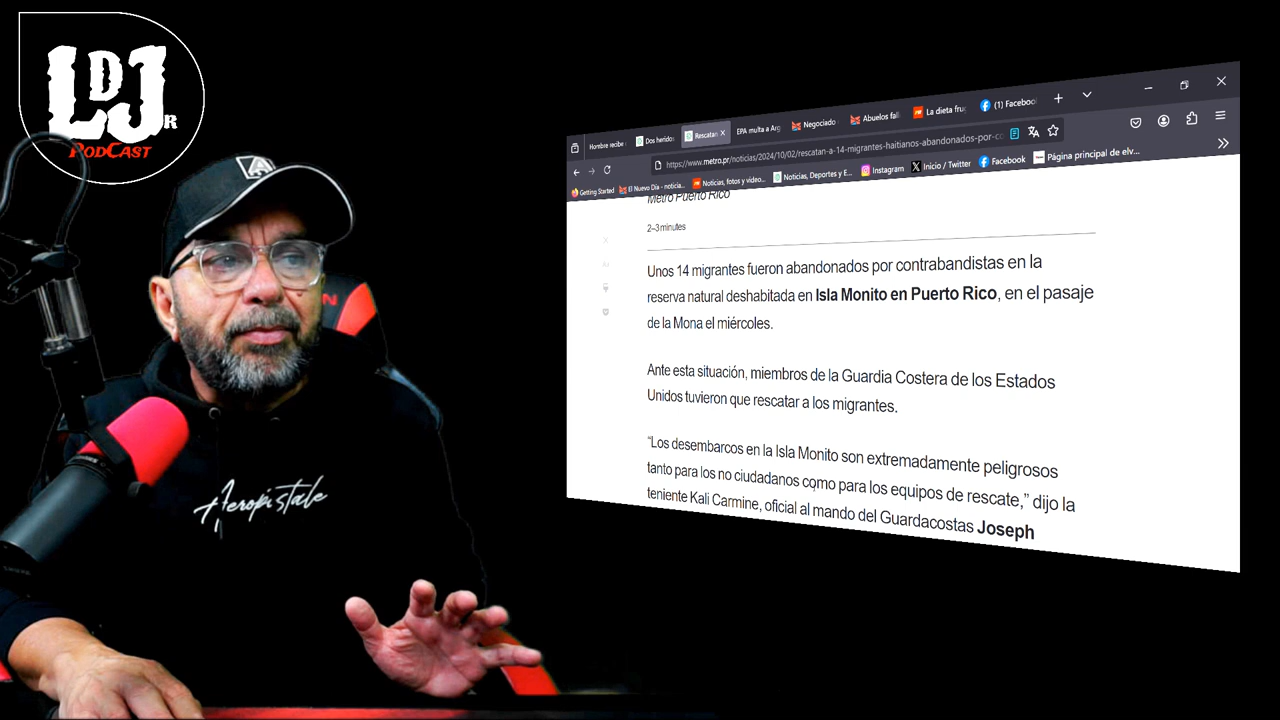 LDJR
PODCAST
Hombre recibe
Dos herido
Rescatan
EPA multa a Arg
Negociado
Abuelos fal
La dieta fru
(1) Faceboo
https://www.metro.pr/noticias/2024/10/02/rescatan-a-14-migrantes-haitianos-abandonados-por-co
Getting Started
El Nuevo Día - noticia...
Noticias, fotos y video...
Noticias, Deportes y E...
Instagram
Inicio / Twitter
Facebook
Página principal de elv...
Metro Puerto Rico
2–3 minutes
Unos 14 migrantes fueron abandonados por contrabandistas en la
reserva natural deshabitada en Isla Monito en Puerto Rico, en el pasaje
de la Mona el miércoles.
Ante esta situación, miembros de la Guardia Costera de los Estados
Unidos tuvieron que rescatar a los migrantes.
“Los desembarcos en la Isla Monito son extremadamente peligrosos
tanto para los no ciudadanos como para los equipos de rescate,” dijo la
teniente Kali Carmine, oficial al mando del Guardacostas Joseph
Aeropostale